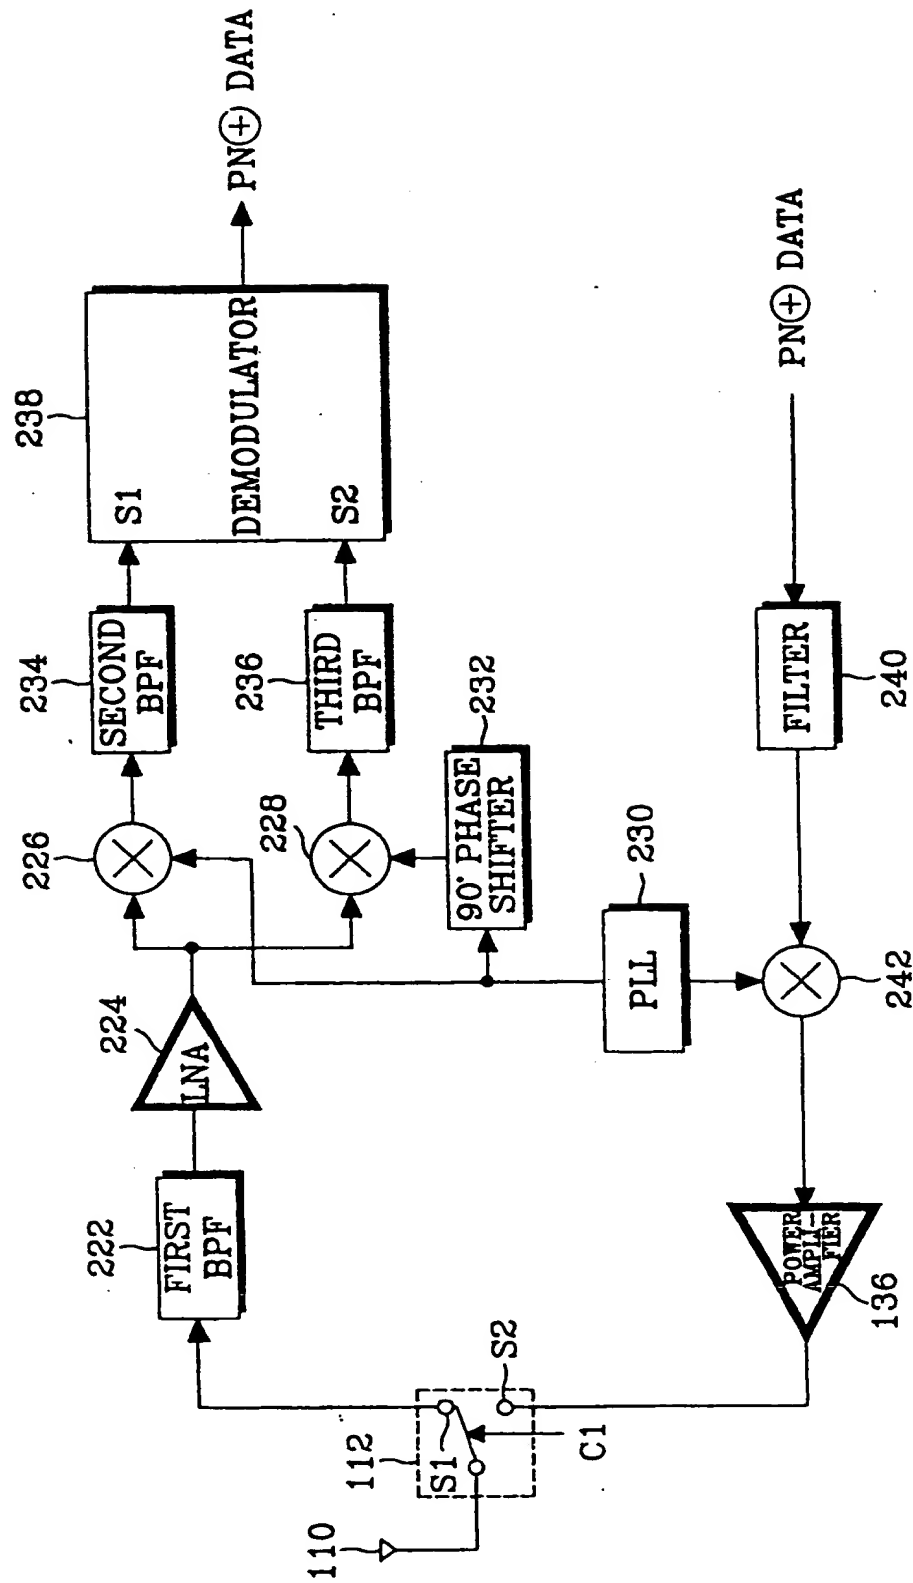 110
112
S1
S2
C1
222
FIRST
BPF
224
LNA
226
228
234
SECOND
BPF
236
THIRD
BPF
232
90° PHASE
SHIFTER
238
S1
DEMODULATOR
S2
PN⊕DATA
230
PLL
PN⊕DATA
240
FILTER
242
136
POWER
AMPLI-
FIER